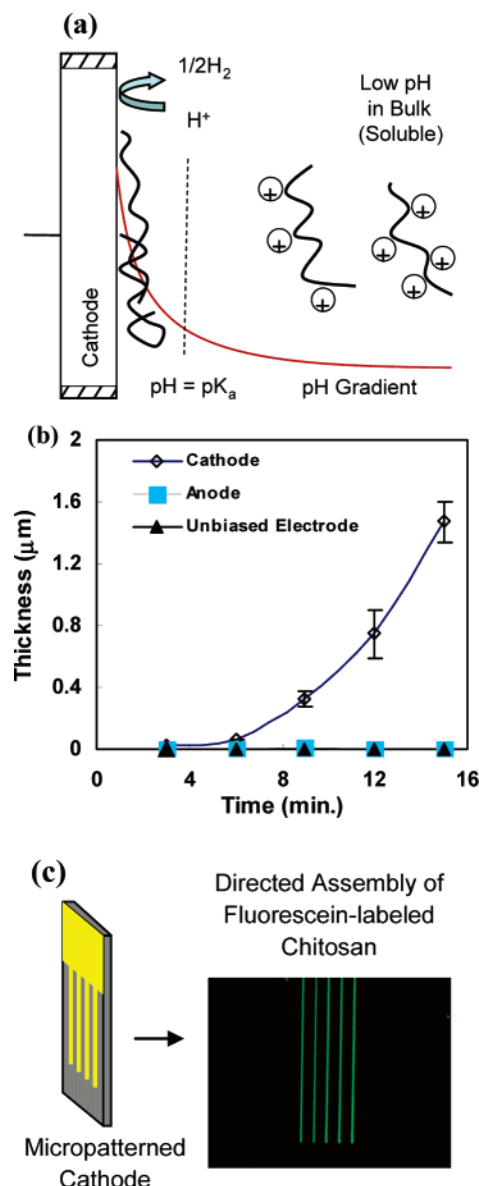 (a)
1/2H₂
H⁺
Low pH
in Bulk
(Soluble)
+
+
+
+
+
+
+
Cathode
pH = pKₐ
pH Gradient
(b)
2
1.6
1.2
0.8
0.4
0
Thickness (μm)
Cathode
Anode
Unbiased Electrode
0
4
8
12
16
Time (min.)
(c)
Directed Assembly of
Fluorescein-labeled
Chitosan
Micropatterned
Cathode